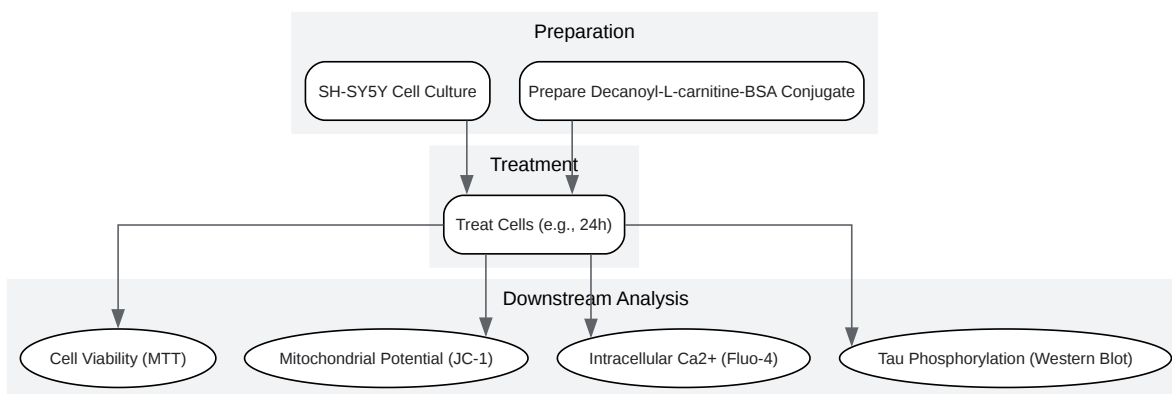 Preparation
SH-SY5Y Cell Culture
Prepare Decanoyl-L-carnitine-BSA Conjugate
Treatment
Treat Cells (e.g., 24h)
Downstream Analysis
Cell Viability (MTT)
Mitochondrial Potential (JC-1)
Intracellular Ca2+ (Fluo-4)
Tau Phosphorylation (Western Blot)